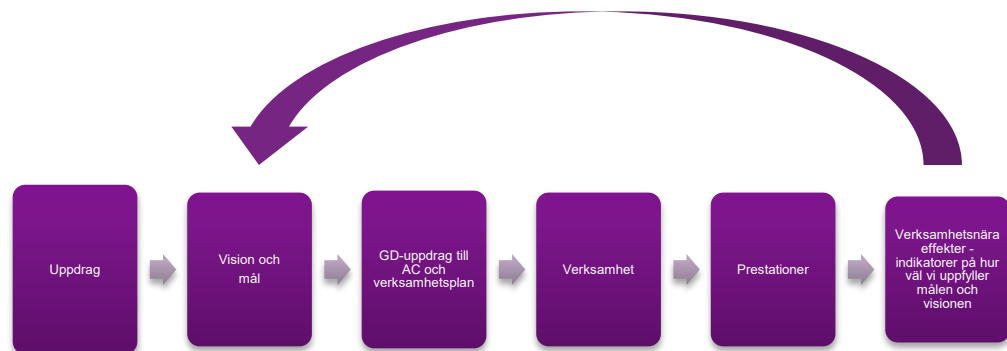 Uppdrag
Vision och
mål
GD-uppdrag till
AC och
verksamhetsplan
Verksamhet
Prestationer
Verksamhetsnära
effekter -
indikatorer på hur
väl vi uppfyller
målen och
visionen